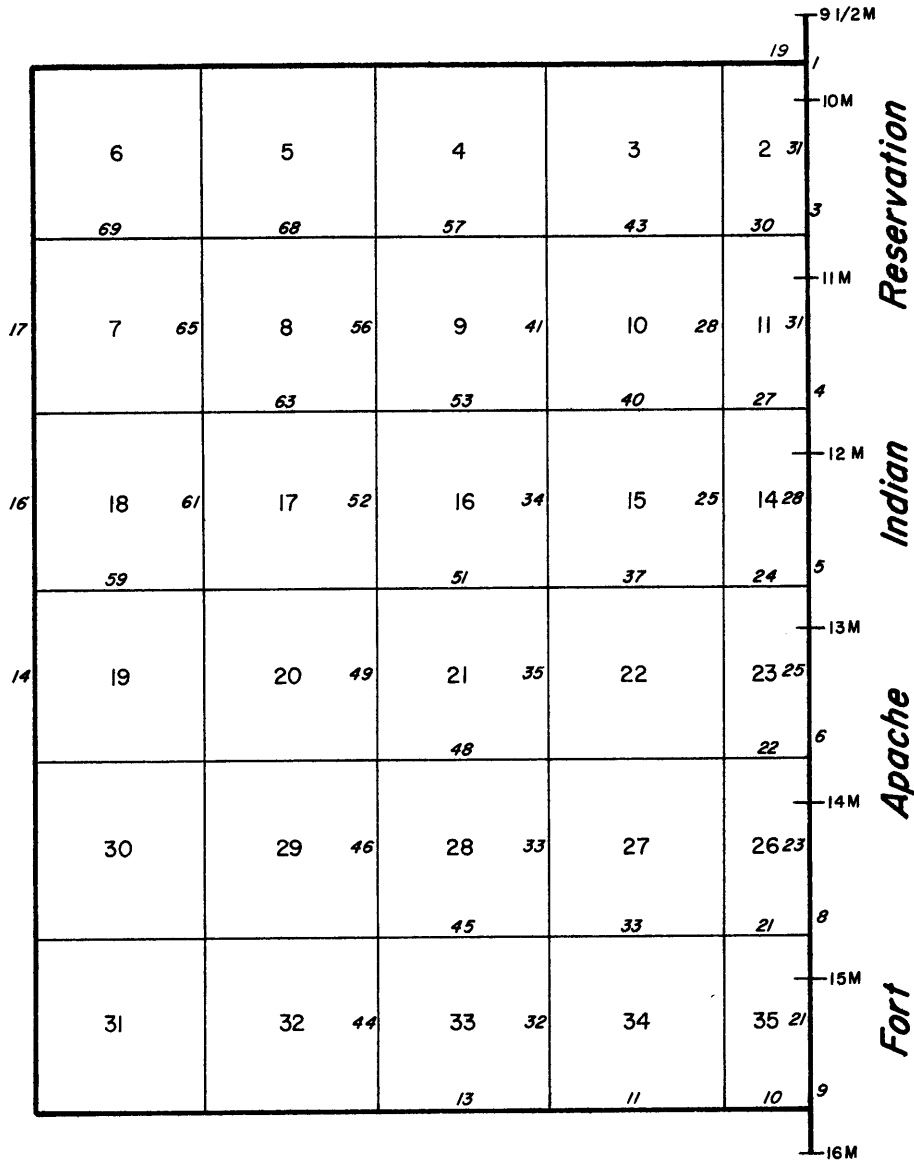 9 1/2 M
19 1
10M
6 5 4 3 2 31
69 68 57 43 30 3
11M
17 7 65 8 56 9 41 10 28 11 31
63 53 40 27 4
12 M
16 18 61 17 52 16 34 15 25 14 28
59 51 37 24 5
13M
14 19 20 49 21 35 22 23 25
48 22 6
14M
30 29 46 28 33 27 26 23
45 33 21 8
15M
31 32 44 33 32 34 35 21
13 11 10 9
16M
Fort Apache Indian Reservation